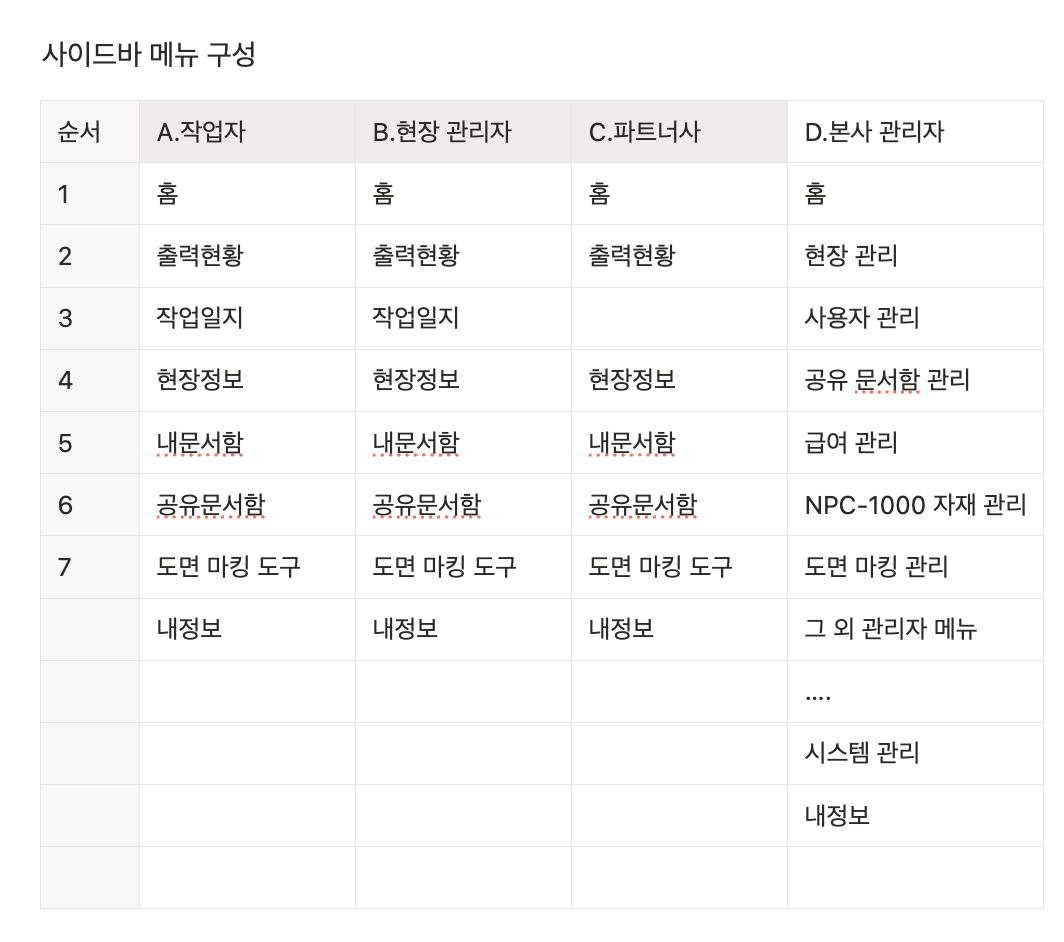 사이드바 메뉴 구성
순서 A.작업자 B.현장 관리자 C.파트너사 D.본사 관리자
1 홈 홈 홈 홈
2 출력현황 출력현황 출력현황 현장 관리
3 작업일지 작업일지 사용자 관리
4 현장정보 현장정보 현장정보 공유 문서함 관리
5 내문서함 내문서함 내문서함 급여 관리
6 공유문서함 공유문서함 공유문서함 NPC-1000 자재 관리
7 도면 마킹 도구 도면 마킹 도구 도면 마킹 도구 도면 마킹 관리
내정보 내정보 내정보 그 외 관리자 메뉴
....
시스템 관리
내정보